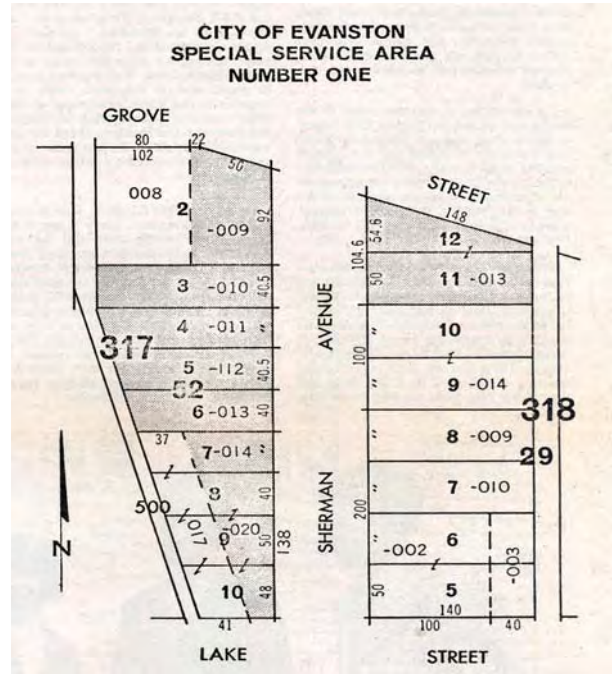 CITY OF EVANSTON
SPECIAL SERVICE AREA
NUMBER ONE
GROVE
80
22
102
50
008
2
92
-009
3 -010 40.5
4 -011 "
317
5 -112 40.5
52
6 -013 40
37
7-014 "
8 40
500
017
-020
9 50
138
10 48
41
LAKE
N
STREET
148
54.6
12
104.6
50
11 -013
AVENUE
10
100
" 9 -014
318
" 8 -009
29
" 7 -010
SHERMAN
200
" -002 6
-003
50 5
140
100 40
STREET